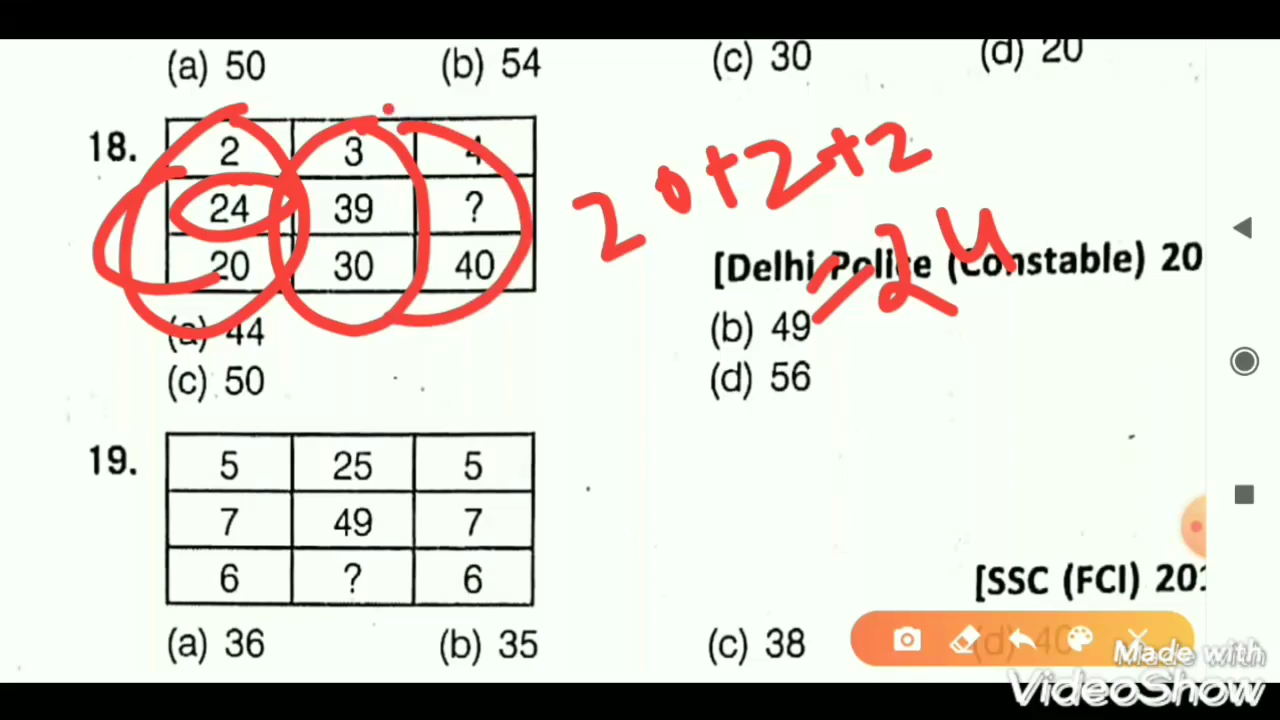 (a) 50 (b) 54 (c) 30 (d) 20
18. 2 3 4
24 39 ?
20 30 40
20+2+2
=24
[Delhi Police (Constable) 20
(a) 44 (b) 49
(c) 50 (d) 56
19. 5 25 5
7 49 7
6 ? 6
[SSC (FCI) 201
(a) 36 (b) 35 (c) 38 (d) 40
Made with
VideoShow